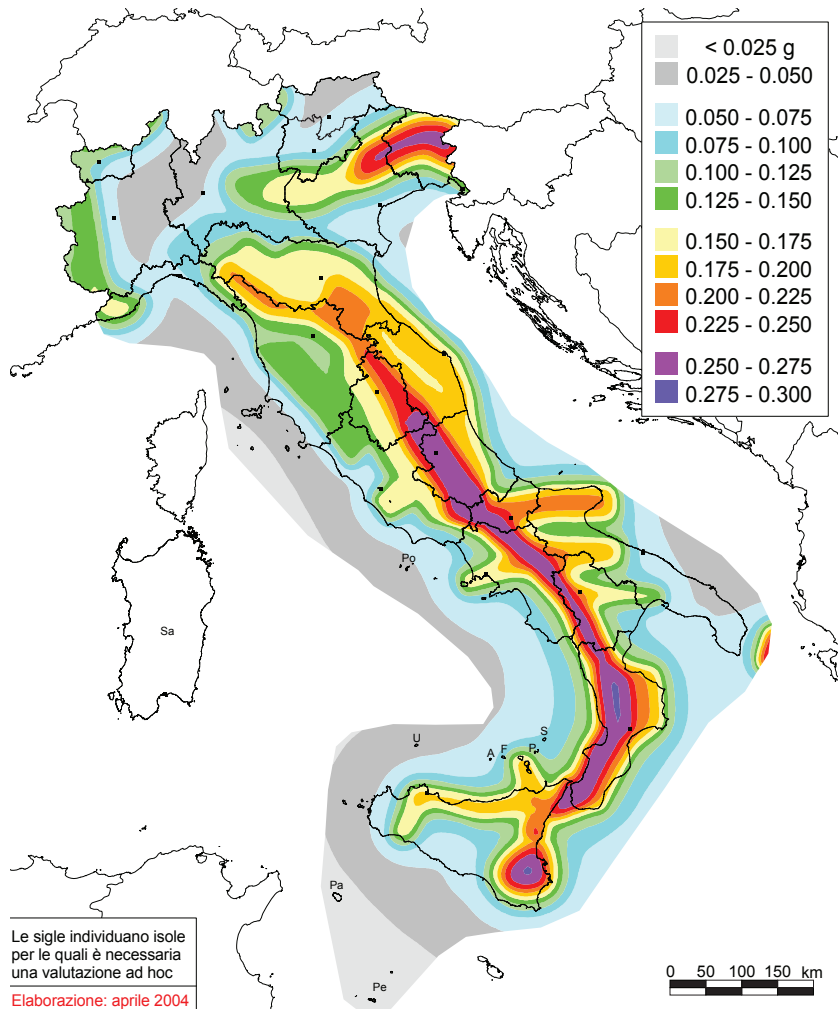 < 0.025 g
0.025 - 0.050
0.050 - 0.075
0.075 - 0.100
0.100 - 0.125
0.125 - 0.150
0.150 - 0.175
0.175 - 0.200
0.200 - 0.225
0.225 - 0.250
0.250 - 0.275
0.275 - 0.300
Po
Sa
S
U
A
F
P
Pa
Pe
Le sigle individuano isole
per le quali è necessaria
una valutazione ad hoc
Elaborazione: aprile 2004
0 50 100 150 km